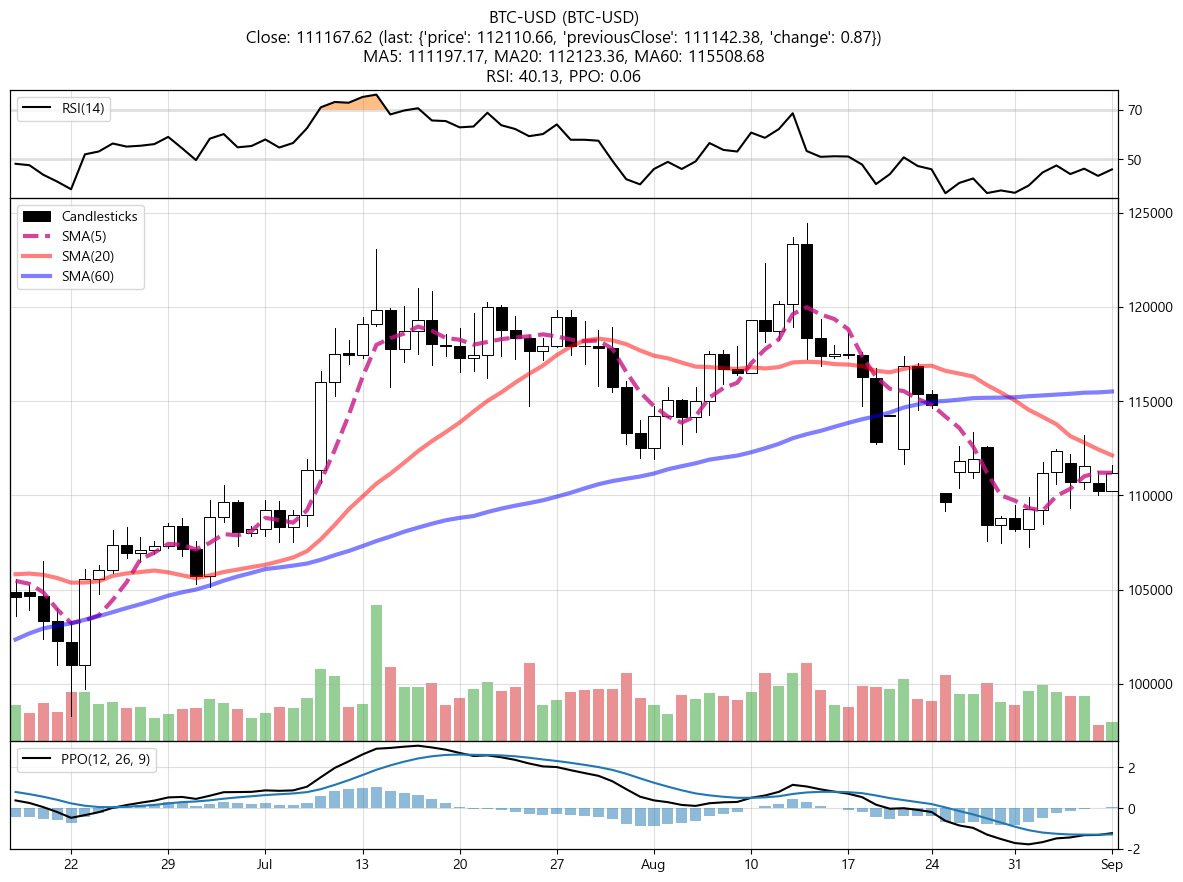 BTC-USD (BTC-USD)
Close: 111167.62 (last: {'price': 112110.66, 'previousClose': 111142.38, 'change': 0.87})
MA5: 111197.17, MA20: 112123.36, MA60: 115508.68
RSI: 40.13, PPO: 0.06
RSI(14)
70
50
Candlesticks
SMA(5)
SMA(20)
SMA(60)
125000
120000
115000
110000
105000
100000
PPO(12, 26, 9)
2
0
-2
22 29 Jul 13 20 27 Aug 10 17 24 31 Sep